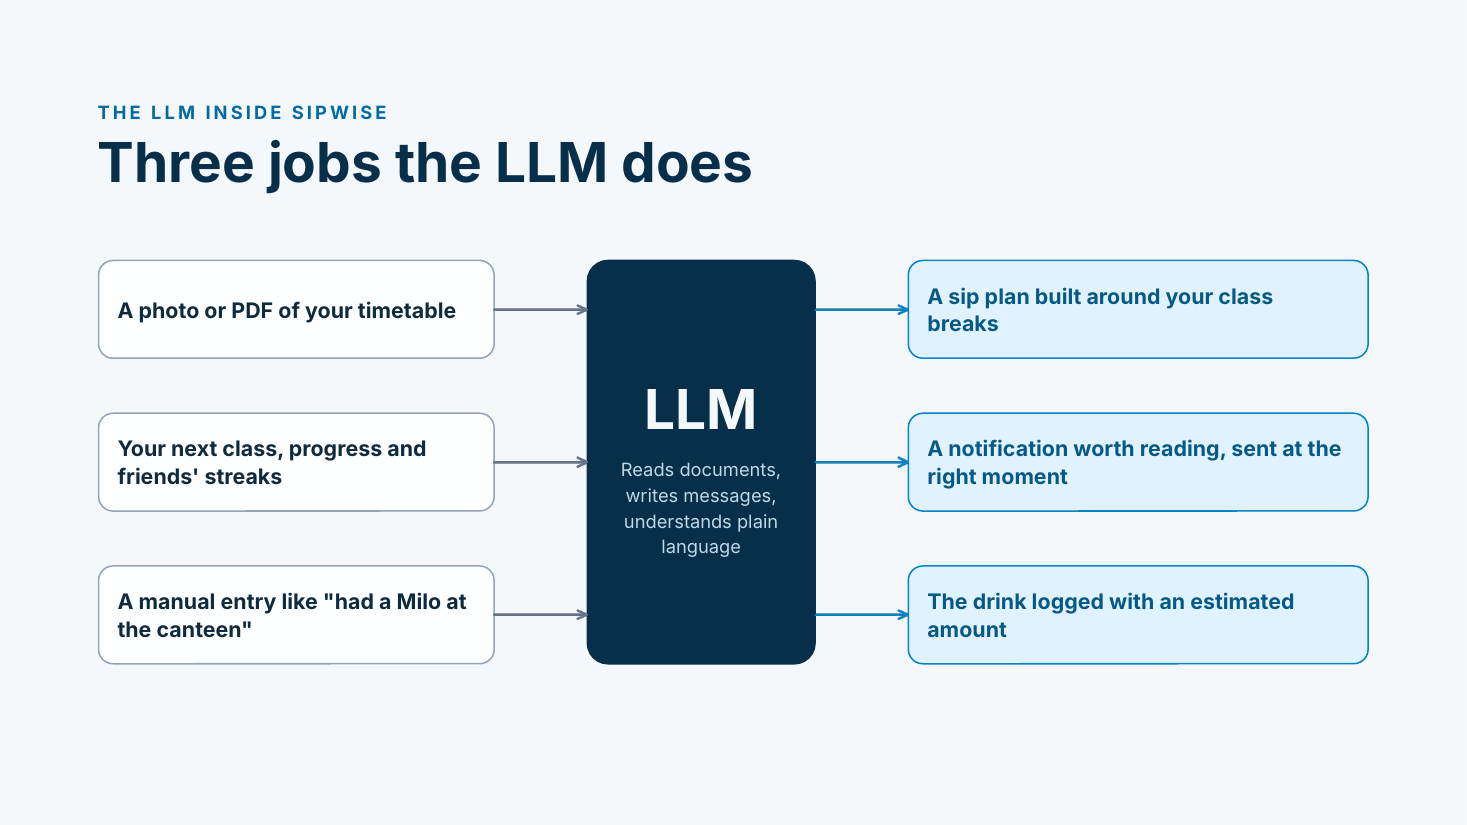 THE LLM INSIDE SIPWISE
Three jobs the LLM does
A photo or PDF of your timetable
A sip plan built around your class
breaks
LLM
Reads documents,
writes messages,
understands plain
language
Your next class, progress and
friends' streaks
A notification worth reading, sent at the
right moment
A manual entry like "had a Milo at
the canteen"
The drink logged with an estimated
amount